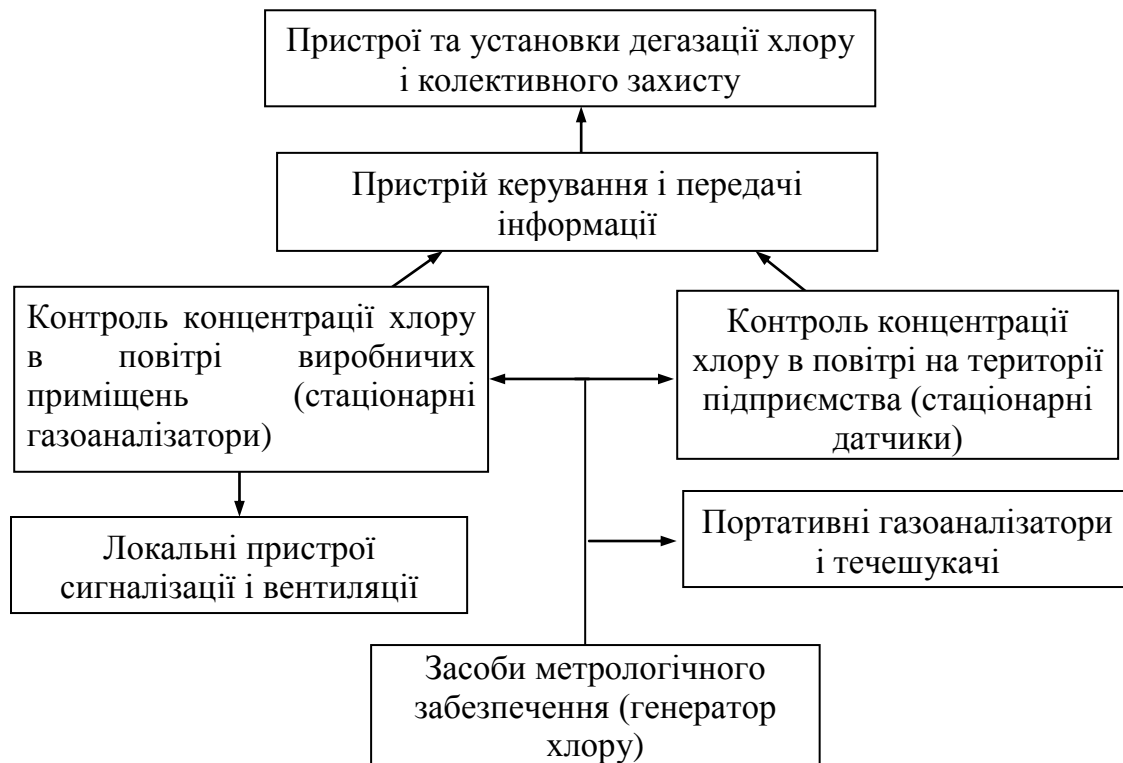 Пристрої та установки дегазації хлору
і колективного захисту
Пристрій керування і передачі
інформації
Контроль концентрації хлору
в повітрі виробничих
приміщень (стаціонарні
газоаналізатори)
Контроль концентрації
хлору в повітрі на території
підприємства (стаціонарні
датчики)
Локальні пристрої
сигналізації і вентиляції
Портативні газоаналізатори
і течешукачі
Засоби метрологічного
забезпечення (генератор
хлору)